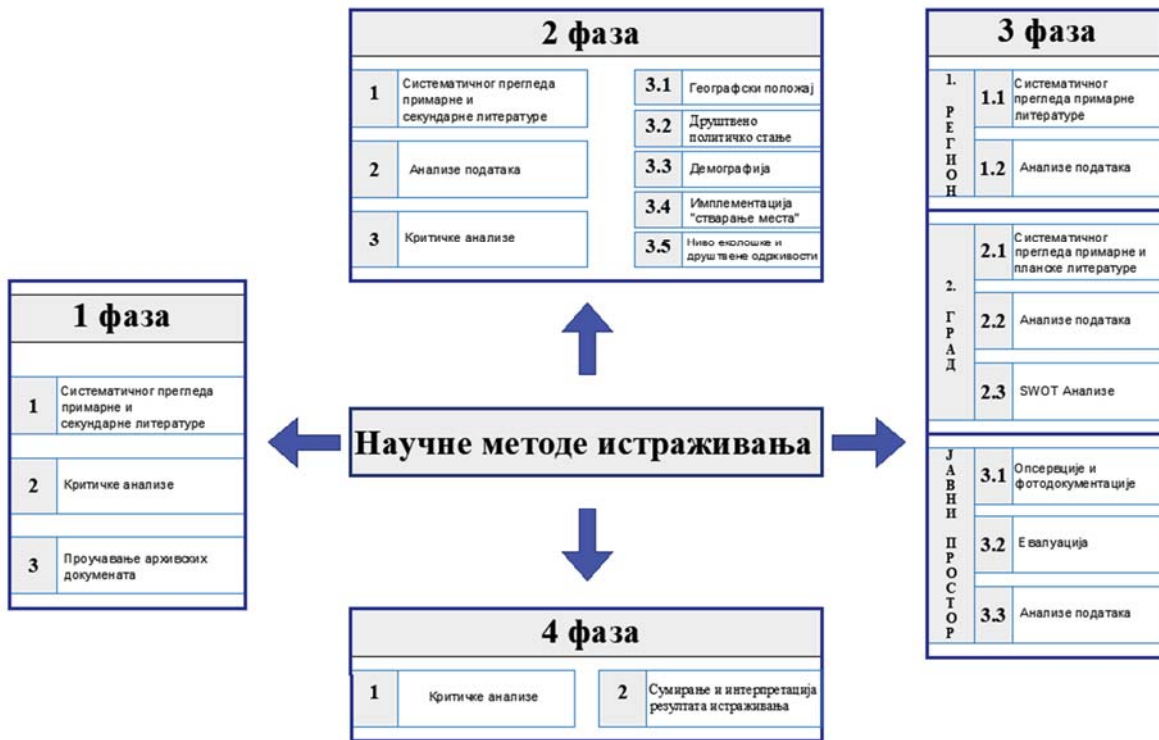 2 фаза
1
Систематичног прегледа
примарне и
секундарне литературе
2
Анализе података
3
Критичке анализе
3.1
Географски положај
3.2
Друштвено
политичко стање
3.3
Демографија
3.4
Имплементација
"стварање места"
3.5
Ниво еколошке и
друштвене одрживости
3 фаза
1.
РЕГИОН
1.1
Систематичног
прегледа примарне
литературе
1.2
Анализе података
2.
ГРАД
2.1
Систематичног
прегледа примарне и
планске литературе
2.2
Анализе података
2.3
SWOT Анализе
ЈАВНИ ПРОСТОР
3.1
Опсервције и
фотодокументације
3.2
Евалуација
3.3
Анализе података
1 фаза
1
Систематичног прегледа
примарне и
секундарне литературе
2
Критичке анализе
3
Проучавање архивских
докумената
Научне методе истраживања
4 фаза
1
Критичке анализе
2
Сумирање и интерпретација
резултата истраживања